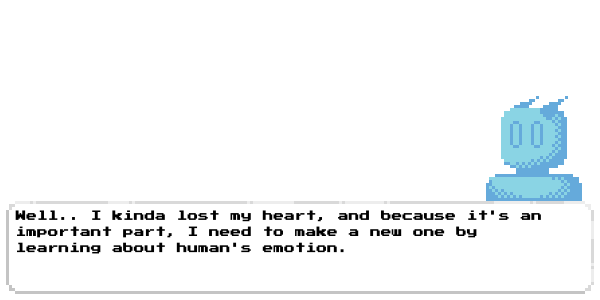 Well.. I kinda lost my heart, and because it's an
important part, I need to make a new one by
learning about human's emotion.